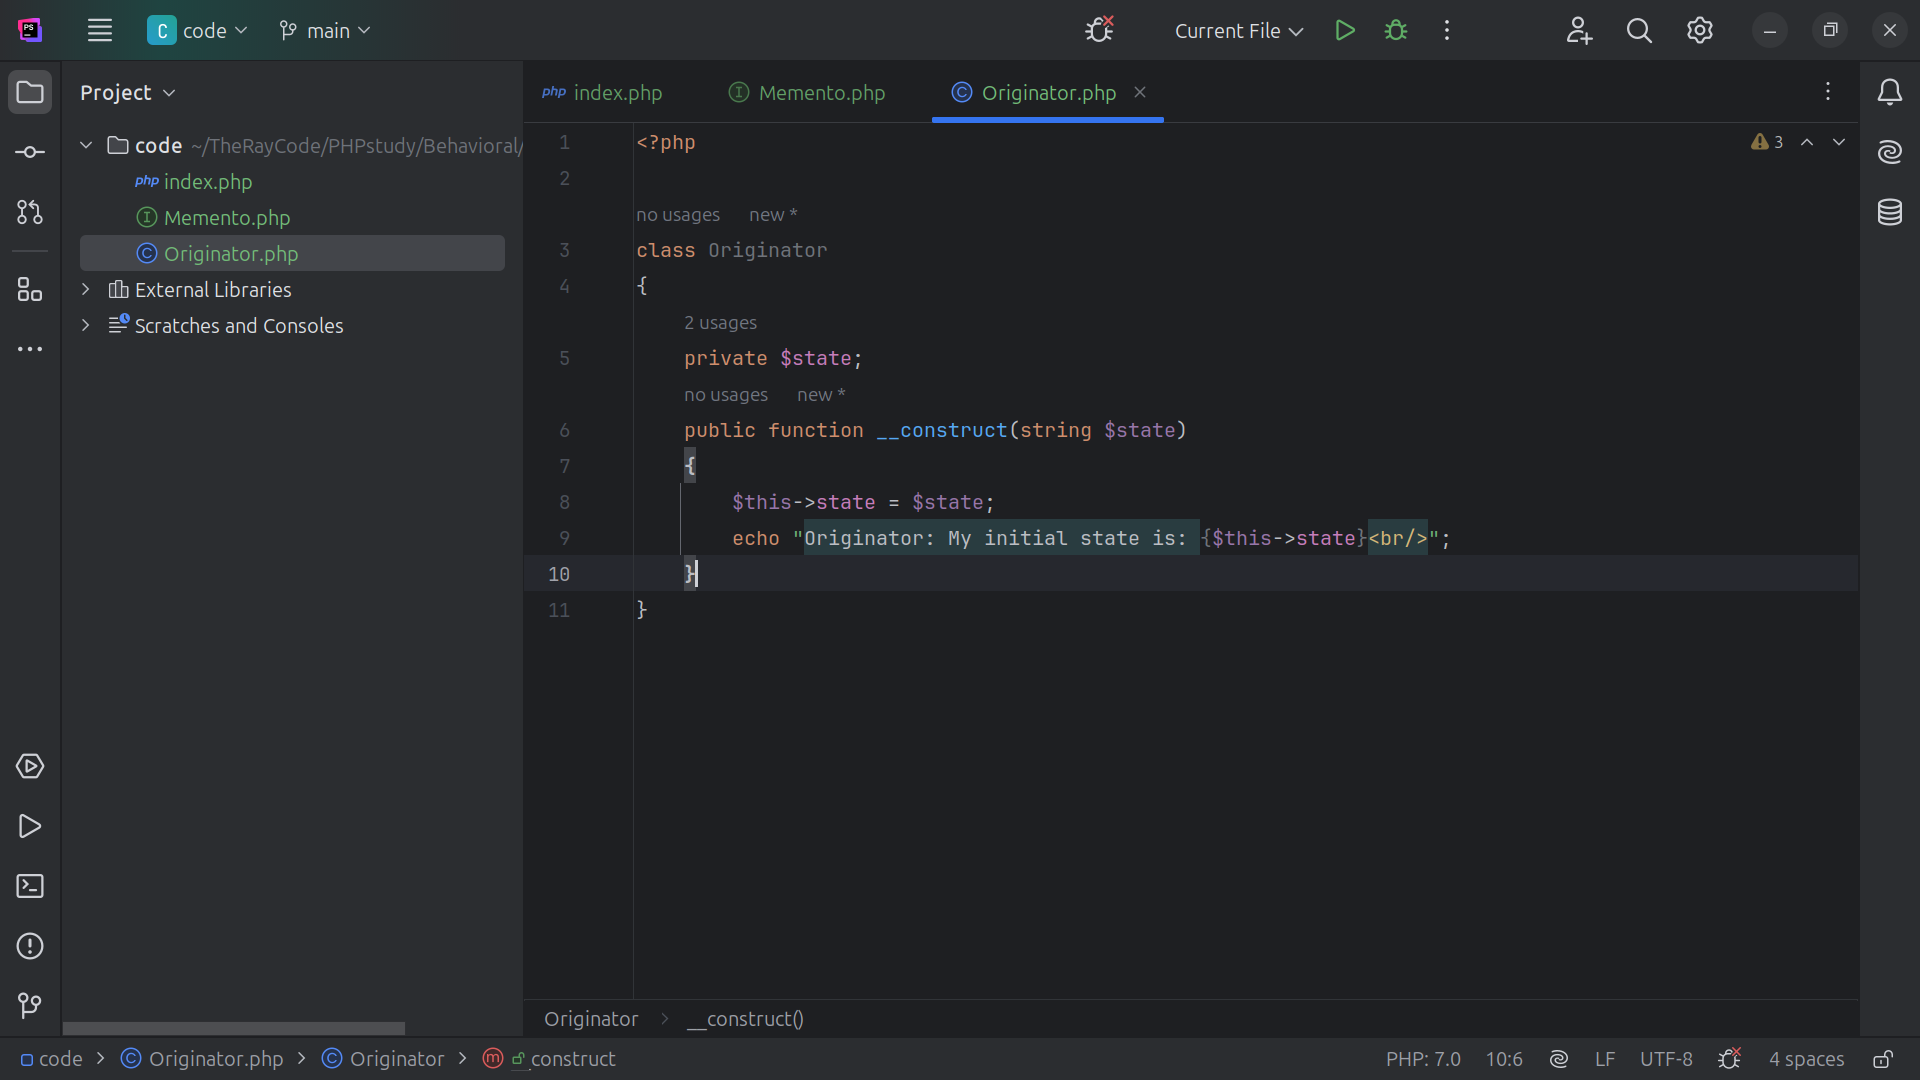 PS
C code main
Current File
Project
index.php Memento.php Originator.php
code ~/TheRayCode/PHPstudy/Behavioral/
index.php
Memento.php
Originator.php
External Libraries
Scratches and Consoles
3
1 <?php
2
no usages new *
3 class Originator
4 {
2 usages
5 private $state;
no usages new *
6 public function __construct(string $state)
7 {
8 $this->state = $state;
9 echo "Originator: My initial state is: {$this->state}<br/>";
10 }
11 }
Originator > __construct()
code > Originator.php > Originator > __construct
PHP: 7.0 10:6 LF UTF-8 4 spaces